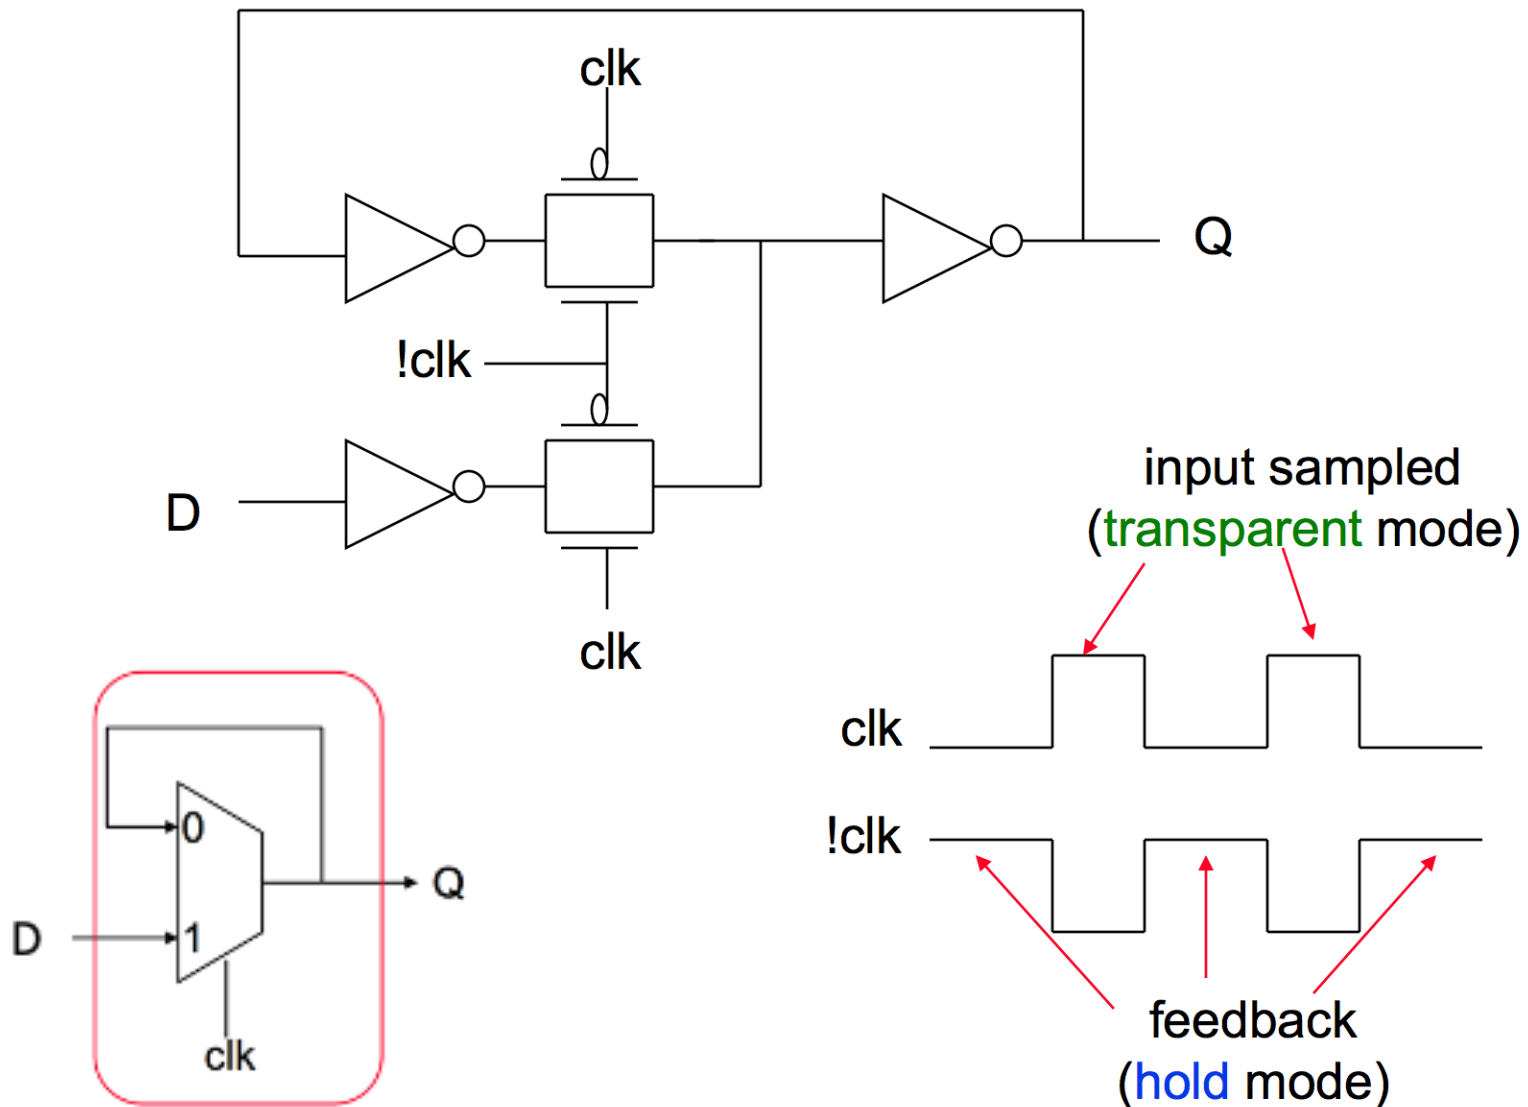 clk
Q
!clk
D
clk
input sampled
(transparent mode)
clk
!clk
feedback
(hold mode)
0
1
D
Q
clk